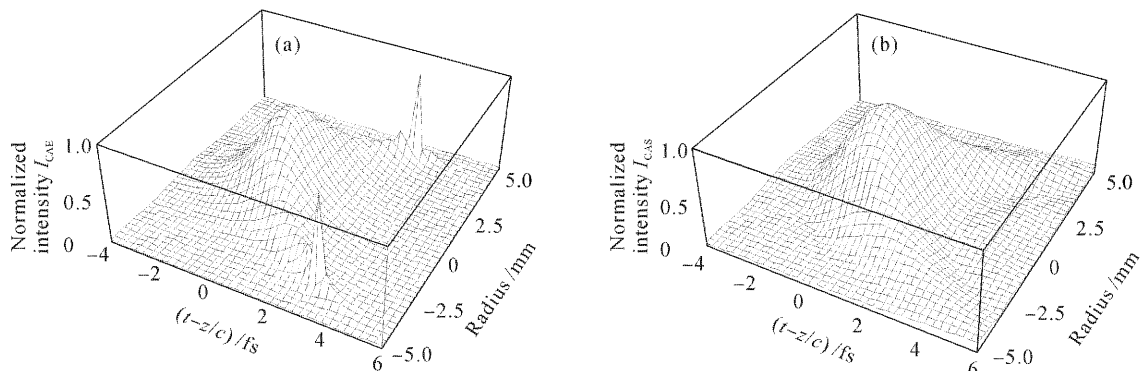 (a)
Normalized
intensity I_CAE
1.0
0.5
0
−4
−2
0
2
4
6
(t−z/c)/fs
−5.0
−2.5
0
2.5
5.0
Radius/mm
(b)
Normalized
intensity I_CAS
1.0
0.5
0
−4
−2
0
2
4
6
(t−z/c)/fs
−5.0
−2.5
0
2.5
5.0
Radius/mm